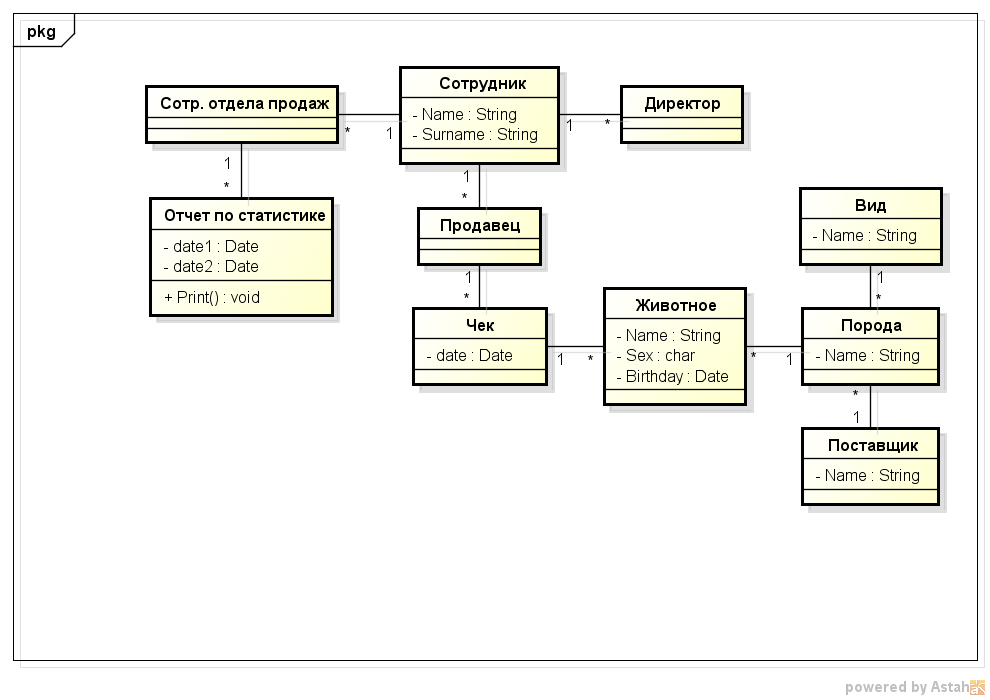 pkg
Сотрудник
- Name : String
- Surname : String
Сотр. отдела продаж
Директор
*
1
1
*
1
*
1
*
Отчет по статистике
- date1 : Date
- date2 : Date
+ Print() : void
Продавец
1
*
Вид
- Name : String
1
*
Чек
- date : Date
1
*
Животное
- Name : String
- Sex : char
- Birthday : Date
*
1
Порода
- Name : String
*
1
Поставщик
- Name : String
powered by Astah